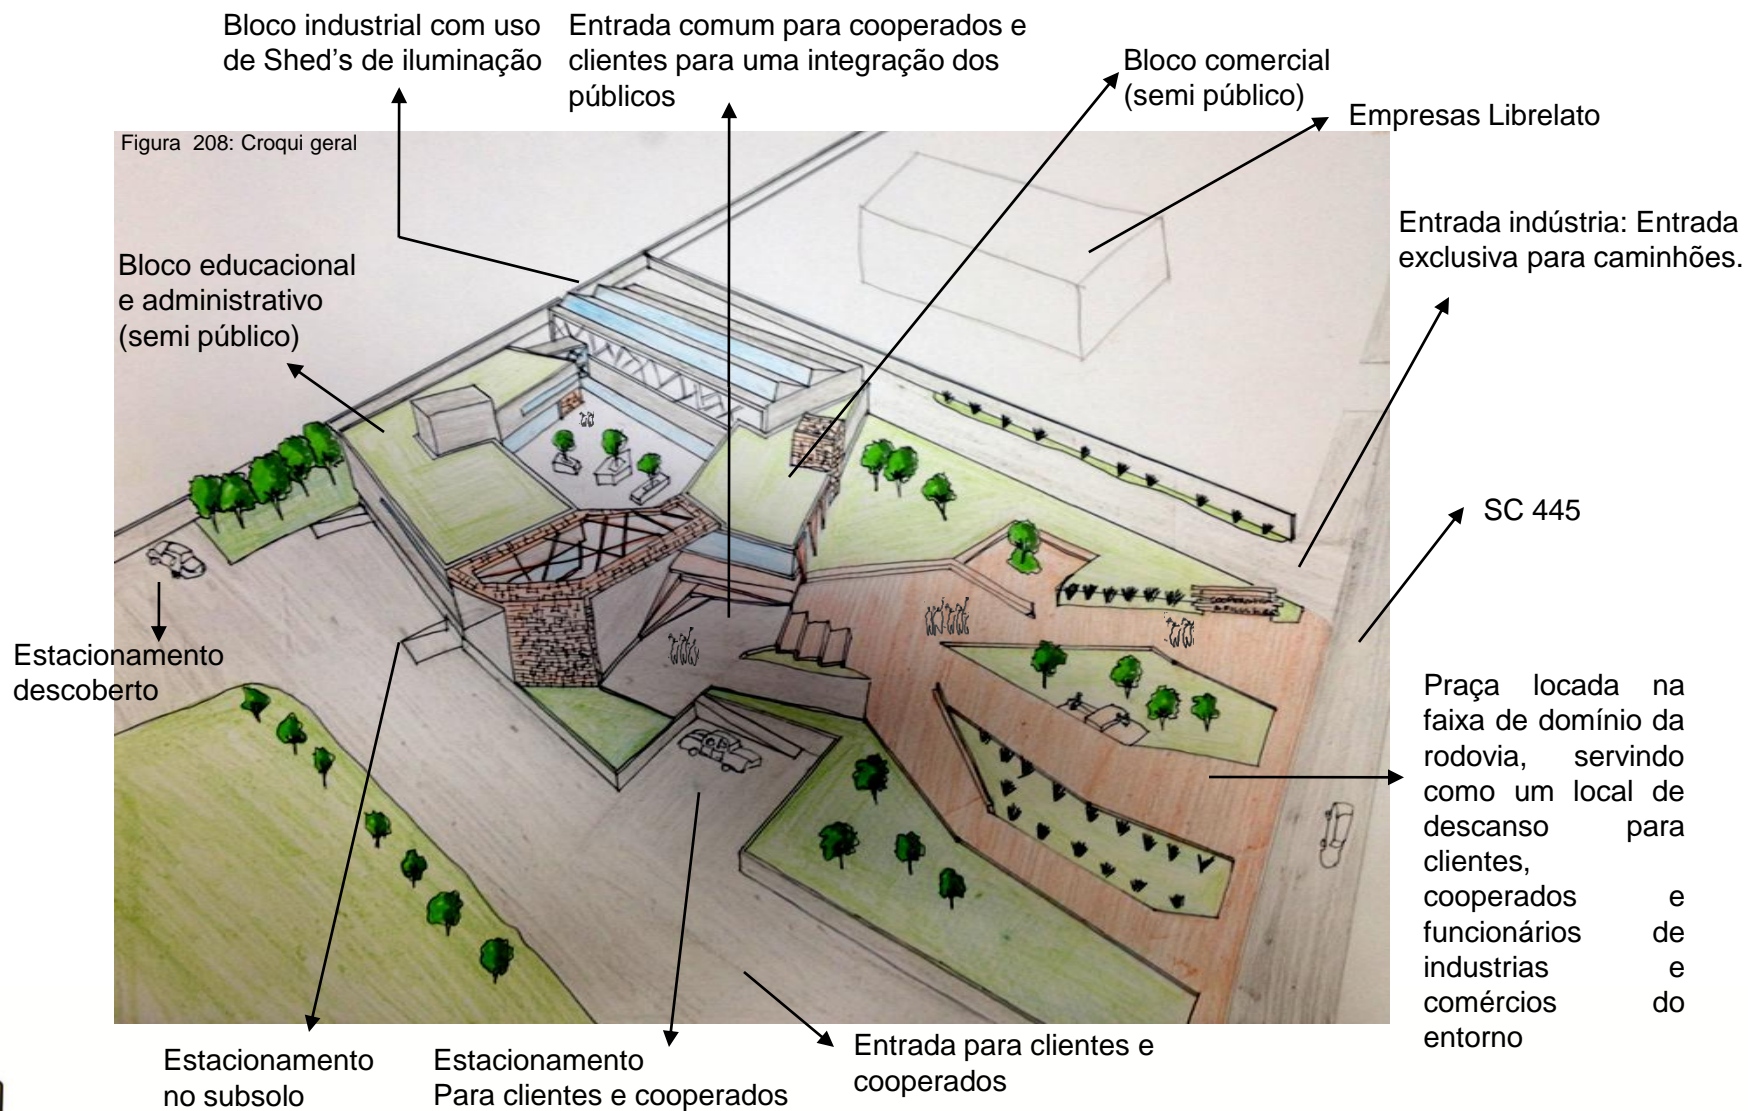 Bloco industrial com uso
de Shed’s de iluminação
Entrada comum para cooperados e
clientes para uma integração dos
públicos
Bloco comercial
(semi público)
Empresas Librelato
Figura 208: Croqui geral
Entrada indústria: Entrada
exclusiva para caminhões.
Bloco educacional
e administrativo
(semi público)
SC 445
Estacionamento
descoberto
Praça locada na
faixa de domínio da
rodovia, servindo
como um local de
descanso para
clientes,
cooperados e
funcionários de
industrias e
comércios do
entorno
Estacionamento
no subsolo
Estacionamento
Para clientes e cooperados
Entrada para clientes e
cooperados